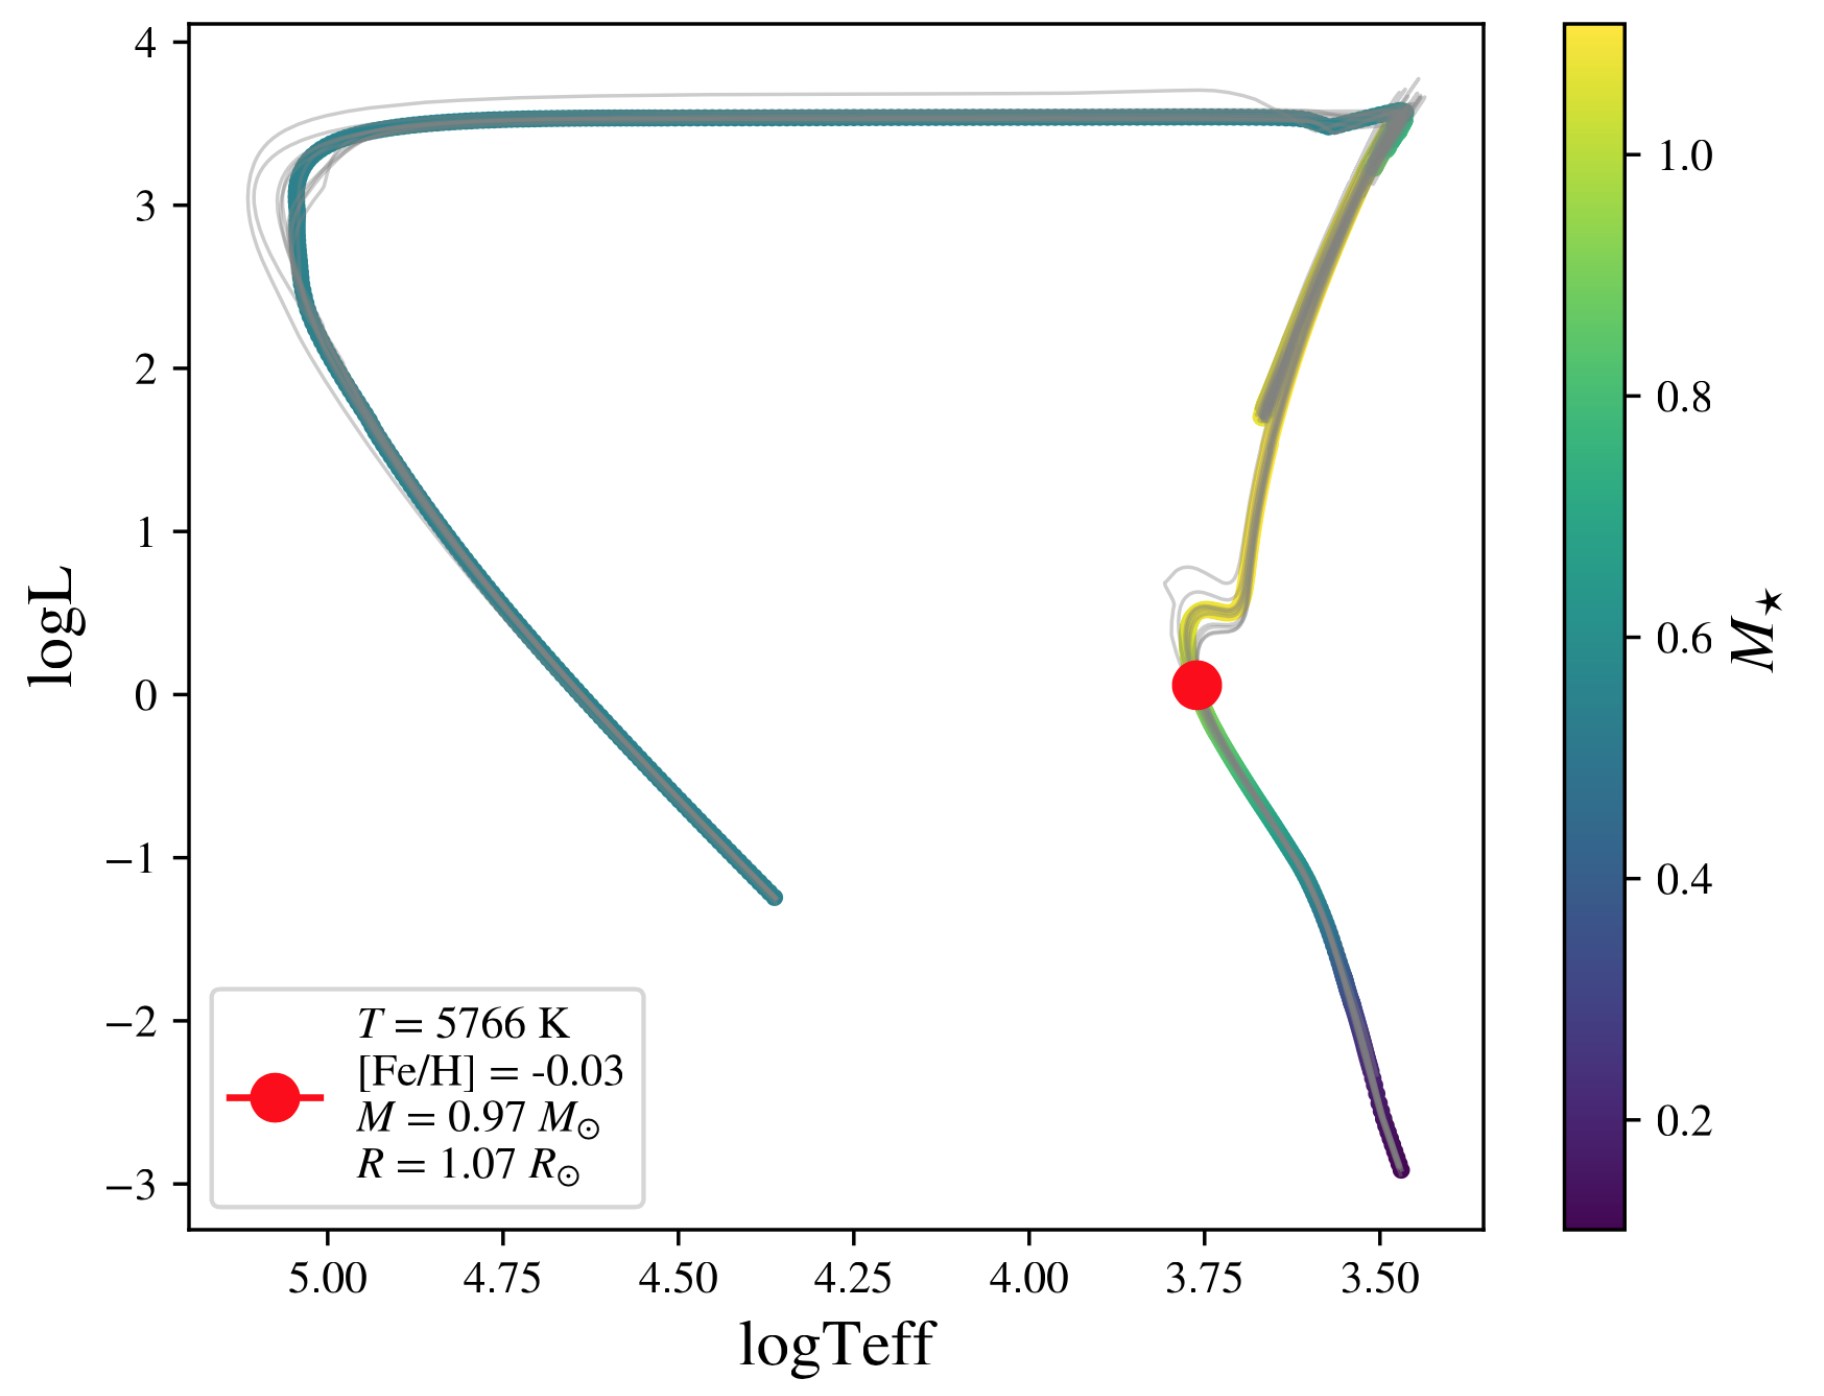 4
3
2
1
0
−1
−2
−3
logL
5.00 4.75 4.50 4.25 4.00 3.75 3.50
logTeff
T = 5766 K
[Fe/H] = -0.03
M = 0.97 M⊙
R = 1.07 R⊙
1.0
0.8
0.6
0.4
0.2
M★